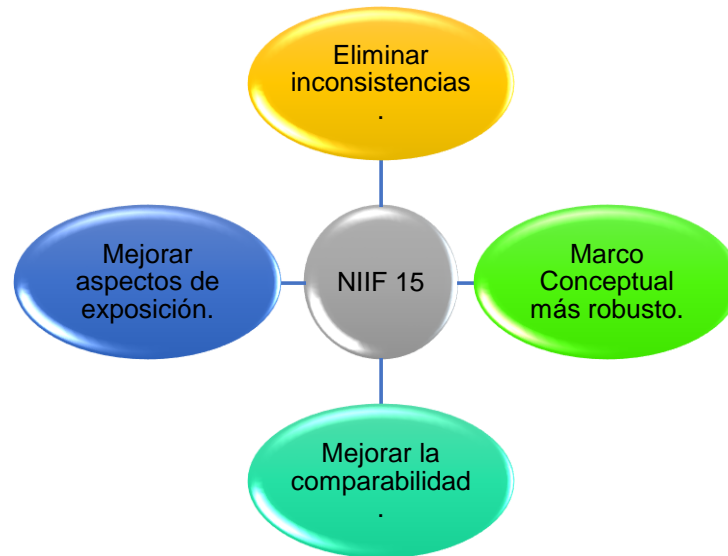 Eliminar
inconsistencias
.
Mejorar
aspectos de
exposición.
NIIF 15
Marco
Conceptual
más robusto.
Mejorar la
comparabilidad
.